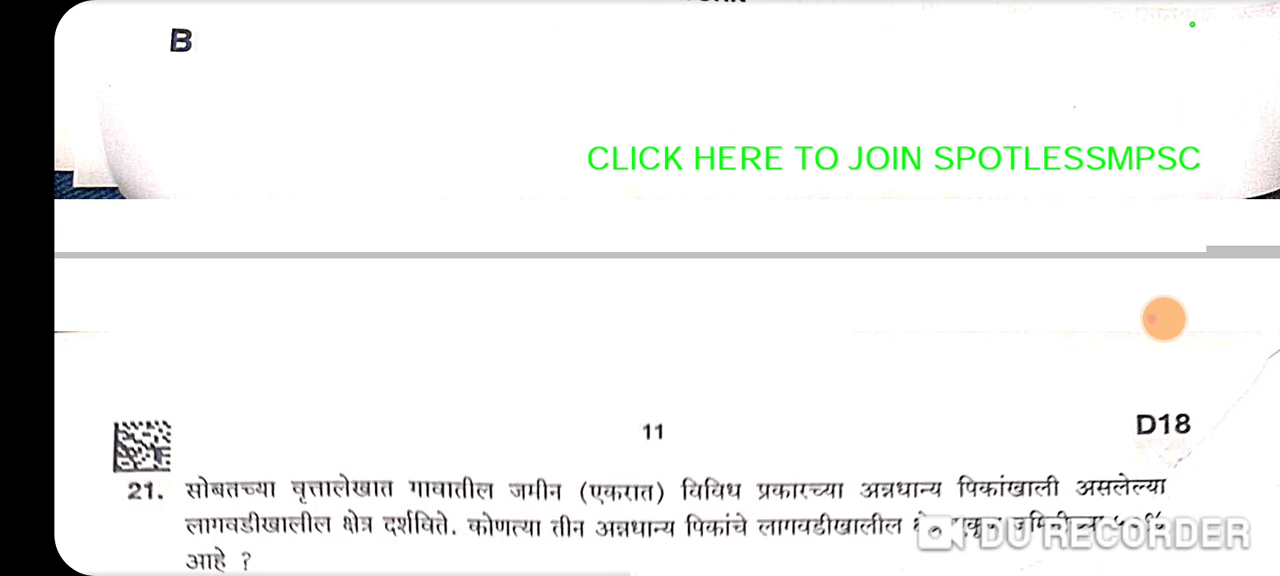 B
CLICK HERE TO JOIN SPOTLESSMPSC
11
D18
21. सोबतच्या वृत्तालेखात गावातील जमीन (एकरात) विविध प्रकारच्या अन्नधान्य पिकांखाली असलेल्या
लागवडीखालील क्षेत्र दर्शविते. कोणत्या तीन अन्नधान्य पिकांचे लागवडीखालील
DU RECORDER
आहे ?